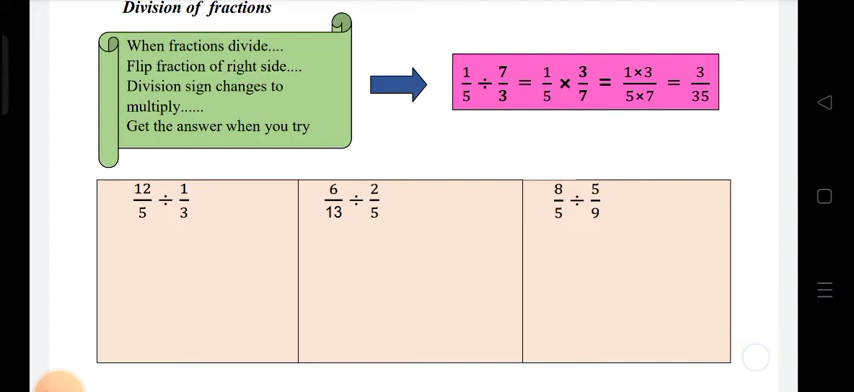 Division of fractions
When fractions divide....
Flip fraction of right side....
Division sign changes to
multiply......
Get the answer when you try
1/5 ÷ 7/3 = 1/5 × 3/7 = 1×3/5×7 = 3/35
12/5 ÷ 1/3
6/13 ÷ 2/5
8/5 ÷ 5/9